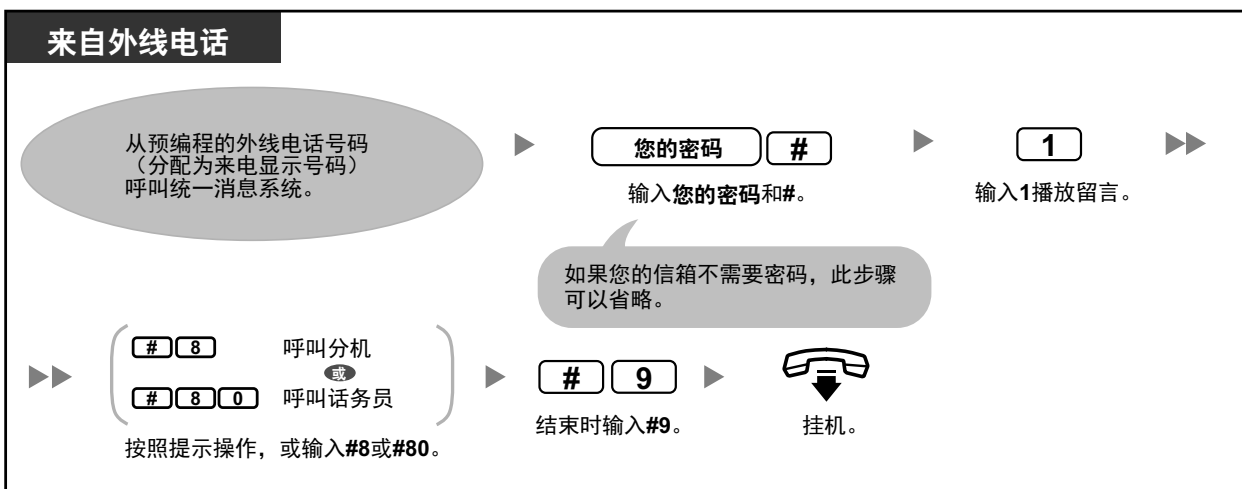 来自外线电话
从预编程的外线电话号码
（分配为来电显示号码）
呼叫统一消息系统。
您的密码 #
输入您的密码和#。
1
输入1播放留言。
如果您的信箱不需要密码，此步骤
可以省略。
# 8 呼叫分机
或
# 8 0 呼叫话务员
按照提示操作，或输入#8或#80。
# 9
结束时输入#9。
挂机。